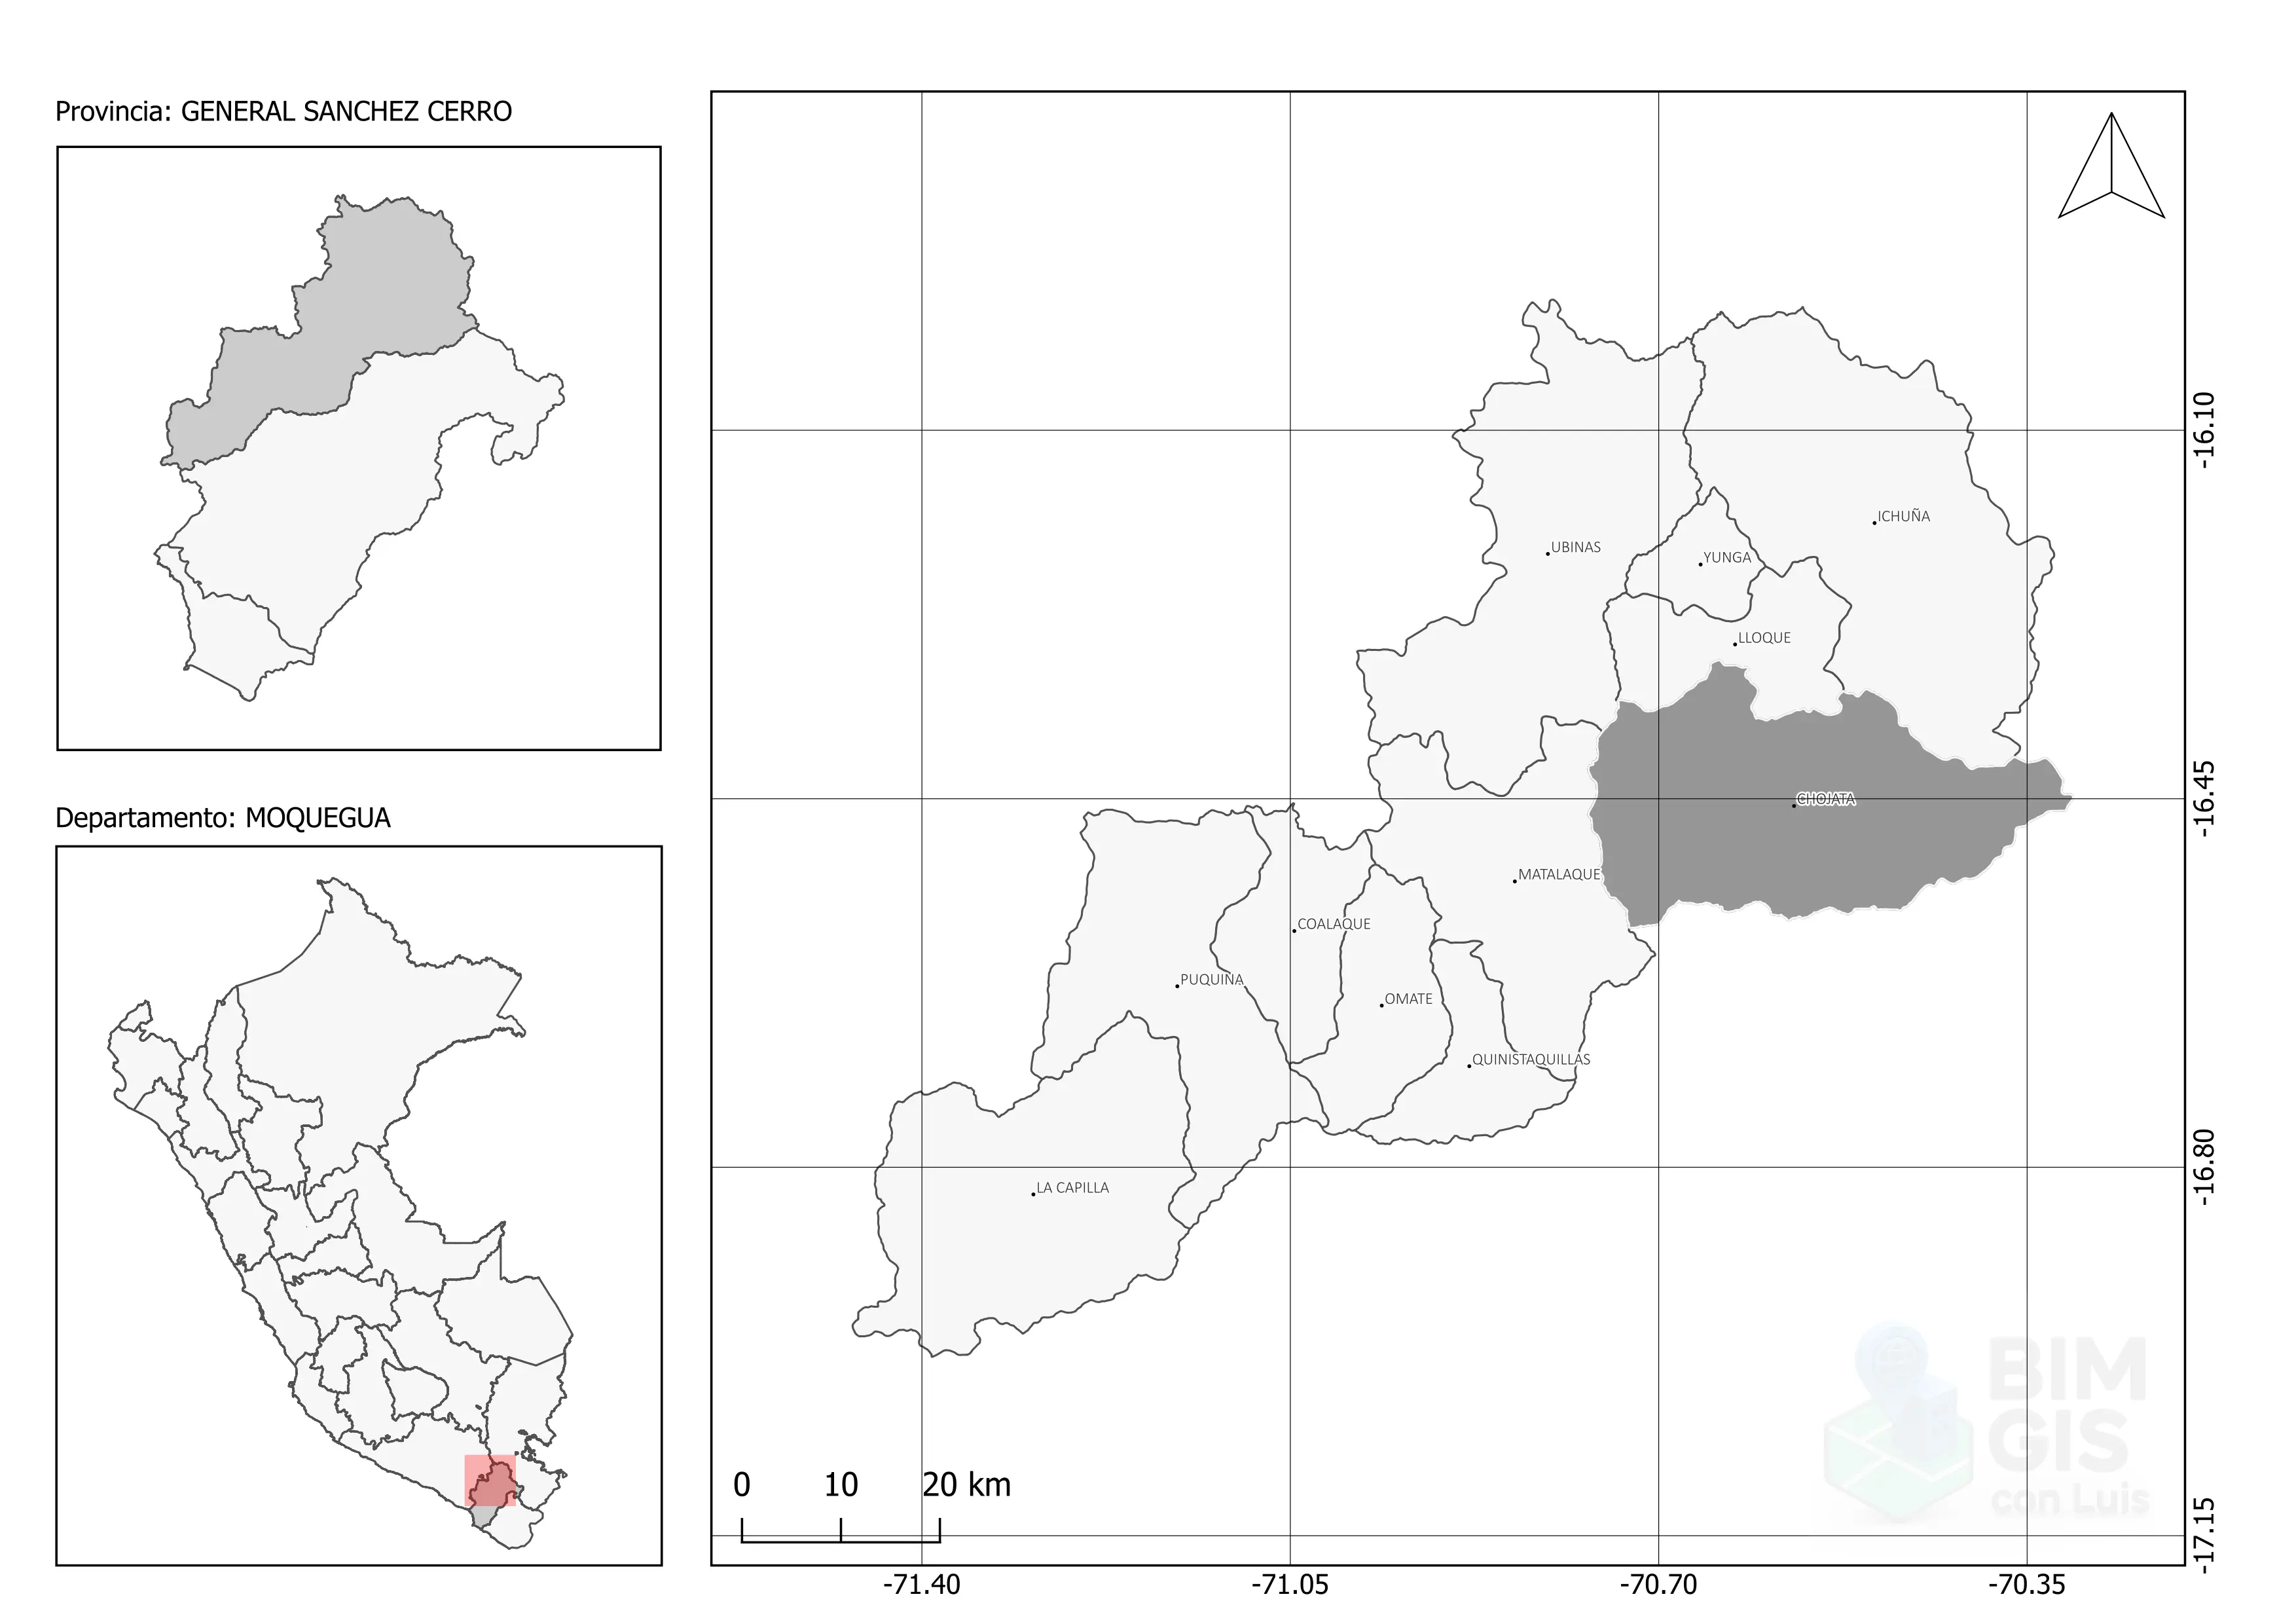 Provincia: GENERAL SANCHEZ CERRO
Departamento: MOQUEGUA
ICHUÑA
UBINAS
YUNGA
LLOQUE
CHOJATA
MATALAQUE
COALAQUE
PUQUINA
OMATE
QUINISTAQUILLAS
LA CAPILLA
-16.10
-16.45
-16.80
-17.15
0 10 20 km
-71.40 -71.05 -70.70 -70.35
BIM
GIS
con Luis